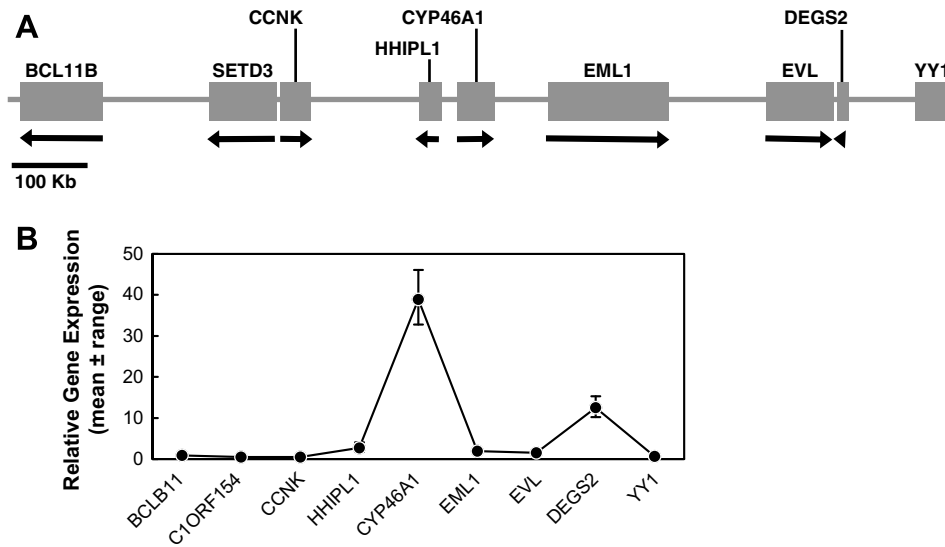 A
CCNK CYP46A1 DEGS2
HHIPL1
BCL11B SETD3 EML1 EVL YY1
100 Kb
B
Relative Gene Expression
(mean ± range)
50
40
30
20
10
0
BCLB11 C1ORF154 CCNK HHIPL1 CYP46A1 EML1 EVL DEGS2 YY1